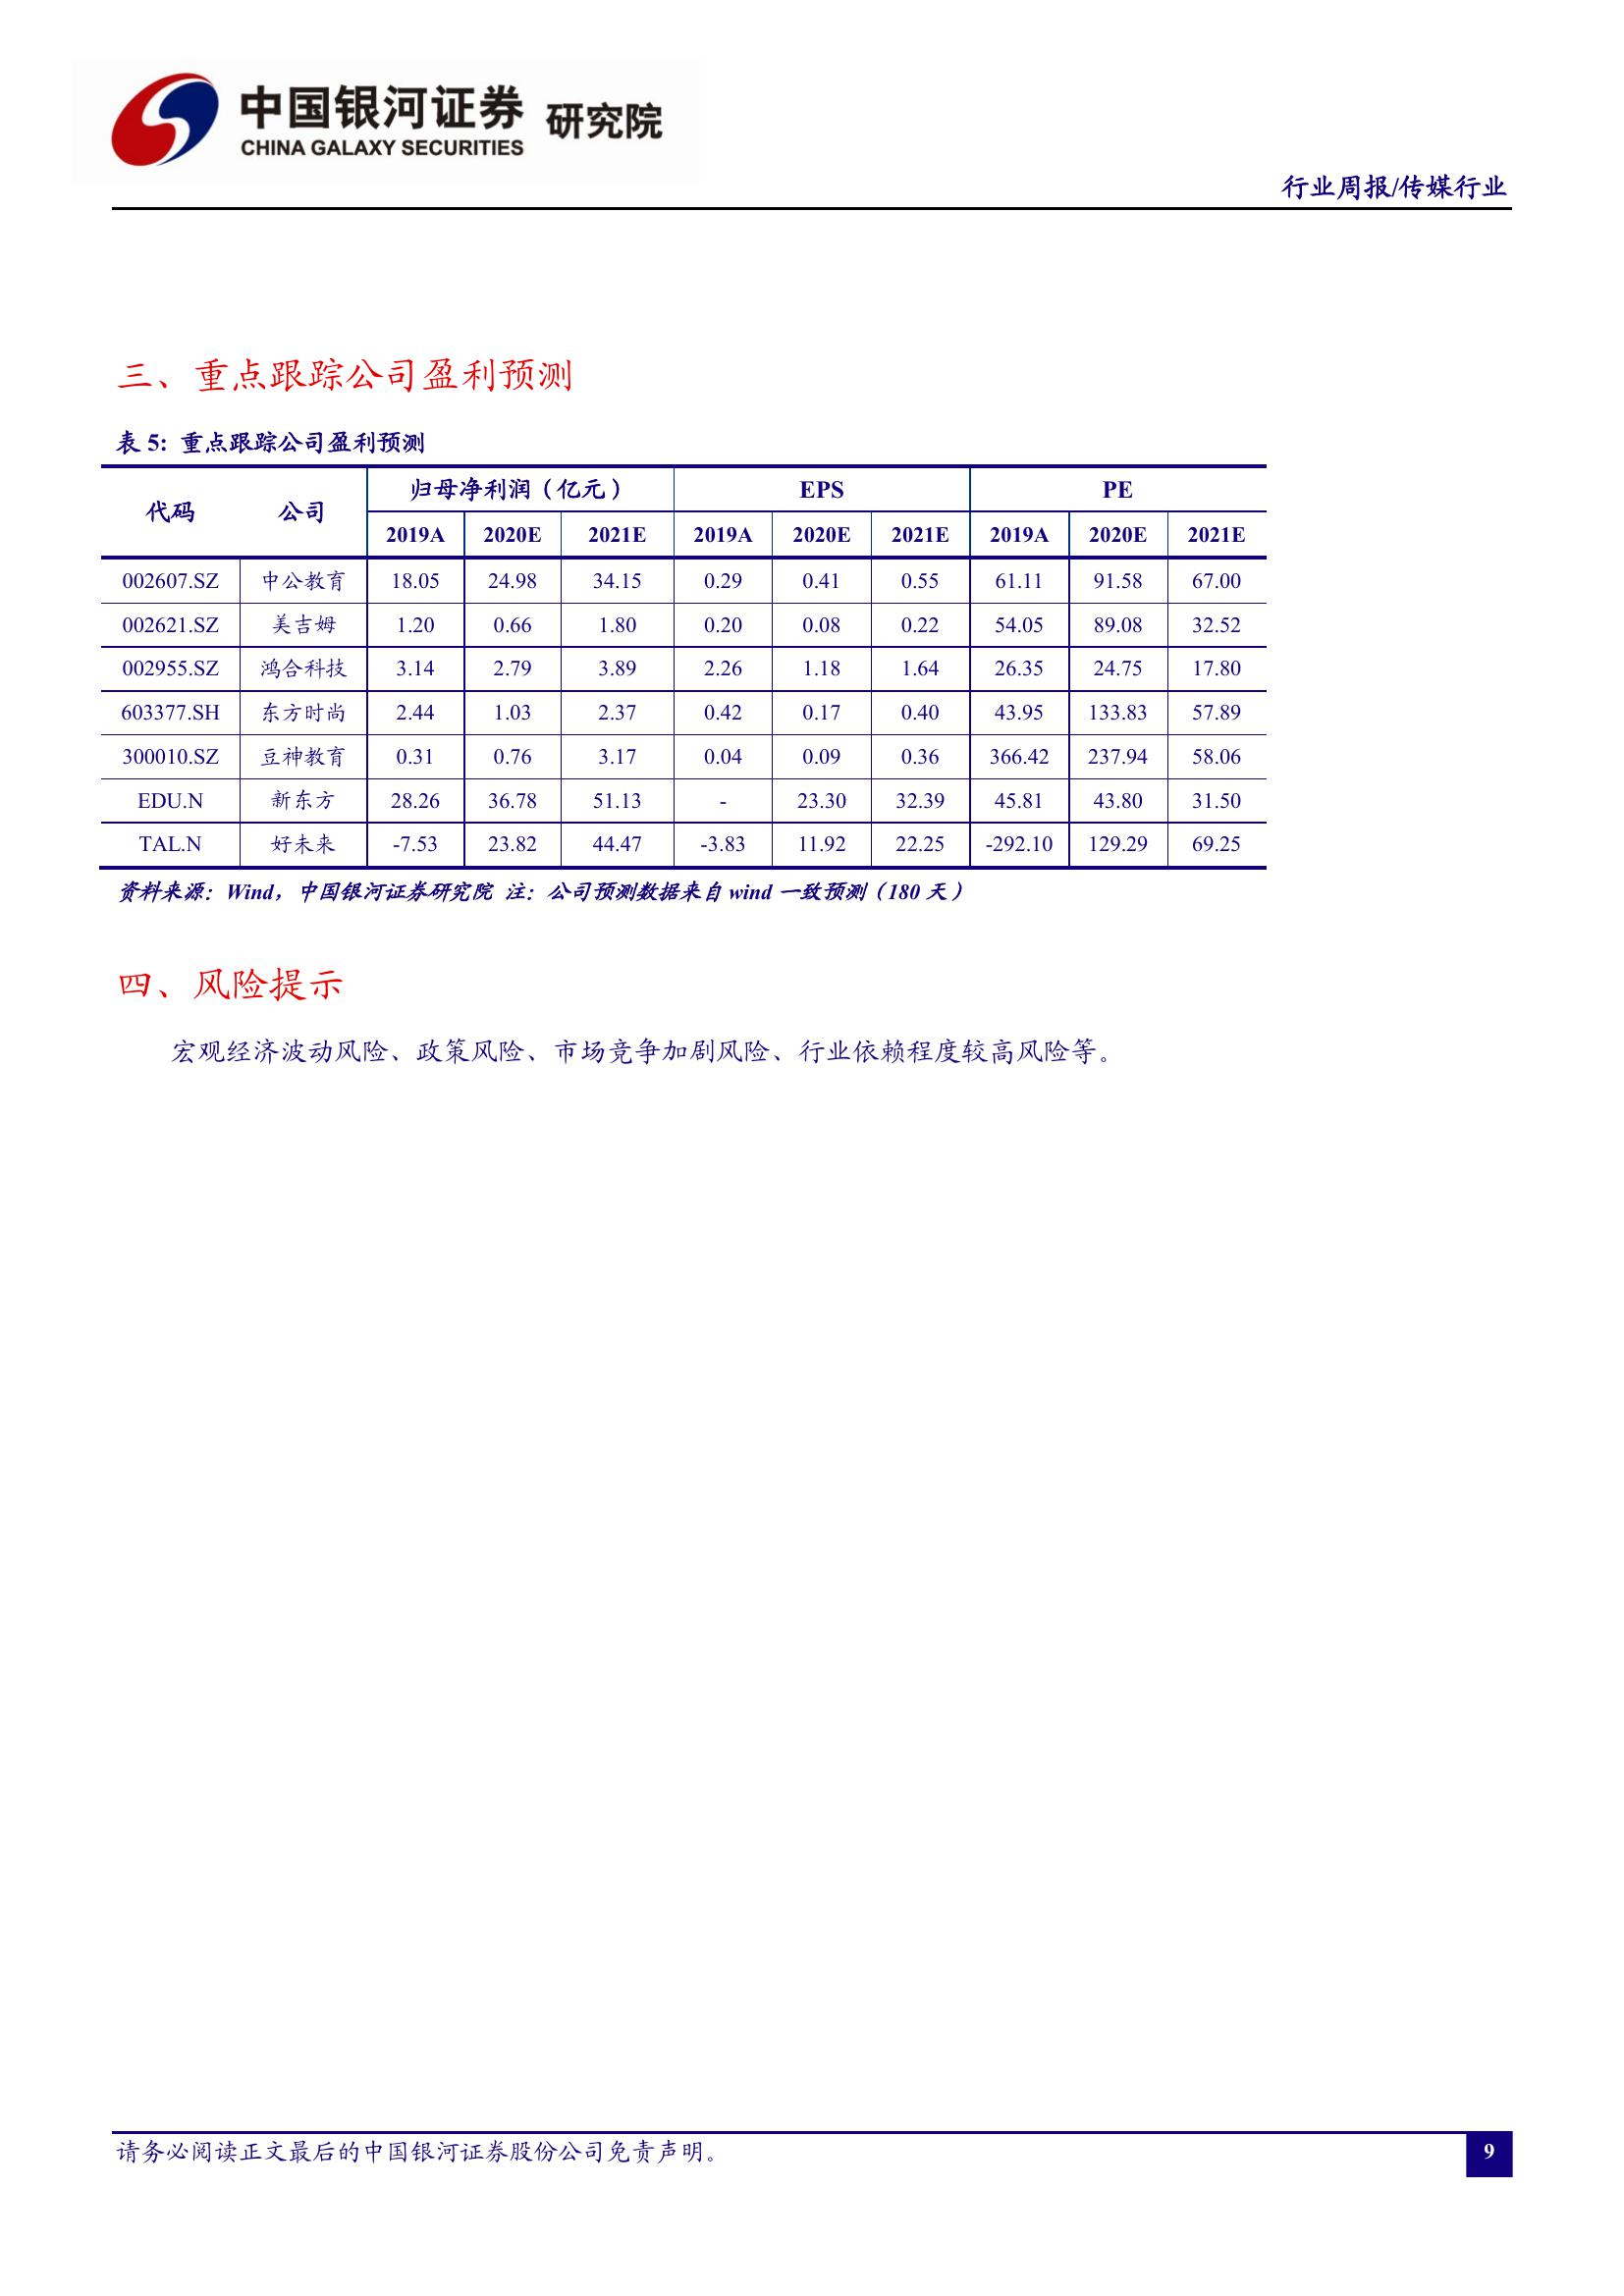 中国银河证券 研究院
CHINA GALAXY SECURITIES
行业周报/传媒行业
三、重点跟踪公司盈利预测
表 5: 重点跟踪公司盈利预测
代码 公司 归母净利润（亿元） EPS PE
2019A 2020E 2021E 2019A 2020E 2021E 2019A 2020E 2021E
002607.SZ 中公教育 18.05 24.98 34.15 0.29 0.41 0.55 61.11 91.58 67.00
002621.SZ 美吉姆 1.20 0.66 1.80 0.20 0.08 0.22 54.05 89.08 32.52
002955.SZ 鸿合科技 3.14 2.79 3.89 2.26 1.18 1.64 26.35 24.75 17.80
603377.SH 东方时尚 2.44 1.03 2.37 0.42 0.17 0.40 43.95 133.83 57.89
300010.SZ 豆神教育 0.31 0.76 3.17 0.04 0.09 0.36 366.42 237.94 58.06
EDU.N 新东方 28.26 36.78 51.13 - 23.30 32.39 45.81 43.80 31.50
TAL.N 好未来 -7.53 23.82 44.47 -3.83 11.92 22.25 -292.10 129.29 69.25
资料来源：Wind，中国银河证券研究院 注：公司预测数据来自 wind 一致预测（180 天）
四、风险提示
宏观经济波动风险、政策风险、市场竞争加剧风险、行业依赖程度较高风险等。
请务必阅读正文最后的中国银河证券股份公司免责声明。
9